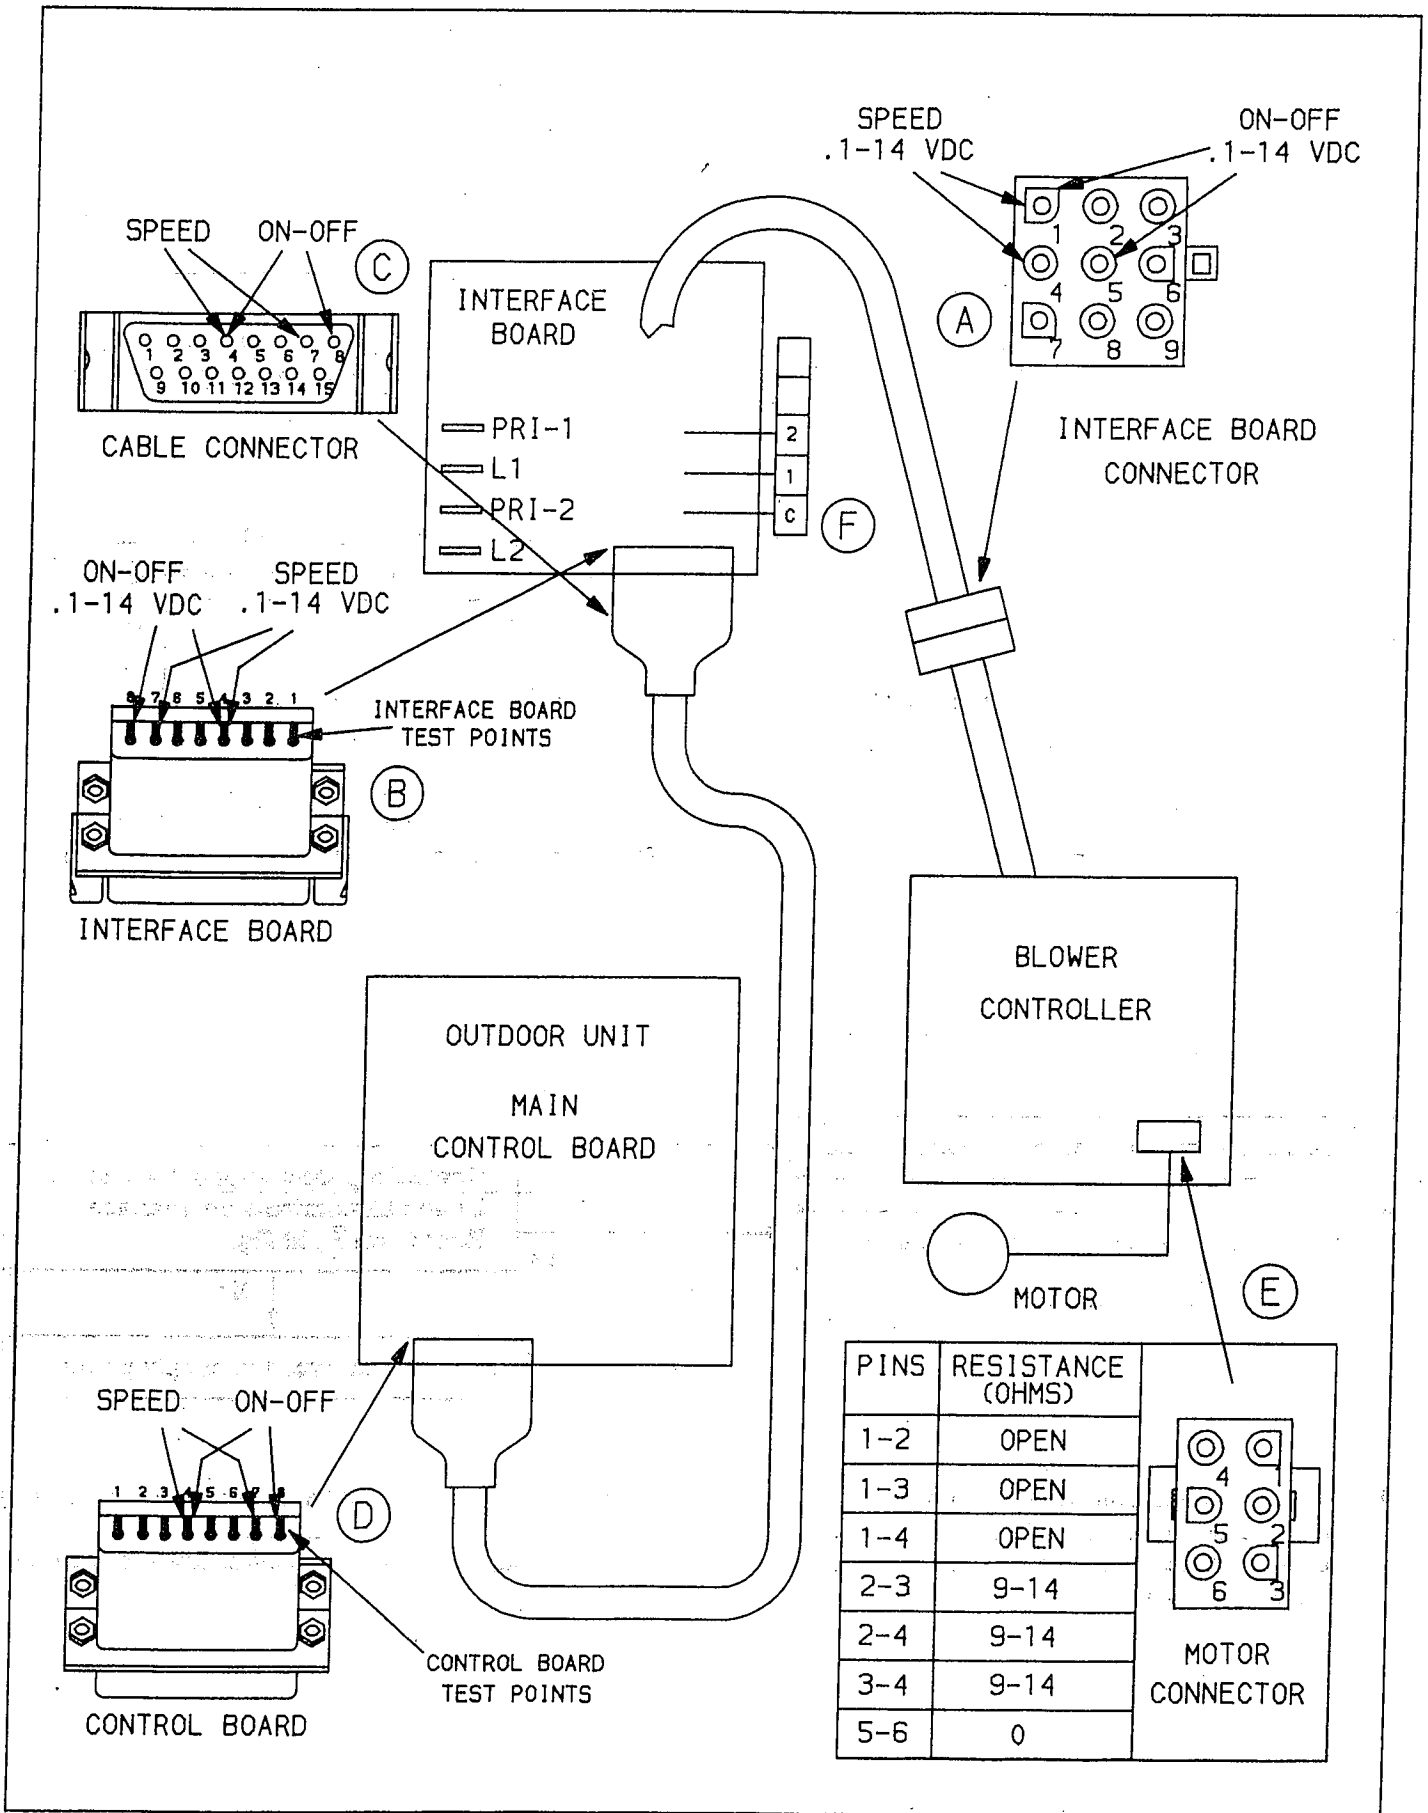 SPEED
.1-14 VDC
ON-OFF
.1-14 VDC
1 2 3
4 5 6
7 8 9
A
INTERFACE BOARD
CONNECTOR
SPEED ON-OFF
C
1 2 3 4 5 6 7 8
9 10 11 12 13 14 15
CABLE CONNECTOR
INTERFACE
BOARD
PRI-1
L1
PRI-2
L2
2
1
C
F
ON-OFF
.1-14 VDC
SPEED
.1-14 VDC
8 7 6 5 4 3 2 1
INTERFACE BOARD
TEST POINTS
B
INTERFACE BOARD
BLOWER
CONTROLLER
OUTDOOR UNIT
MAIN
CONTROL BOARD
MOTOR
E
SPEED ON-OFF
1 2 3 4 5 6 7 8
D
CONTROL BOARD
TEST POINTS
CONTROL BOARD
PINS RESISTANCE
(OHMS)
1-2 OPEN
1-3 OPEN
1-4 OPEN
2-3 9-14
2-4 9-14
3-4 9-14
5-6 0
4 1
5 2
6 3
MOTOR
CONNECTOR